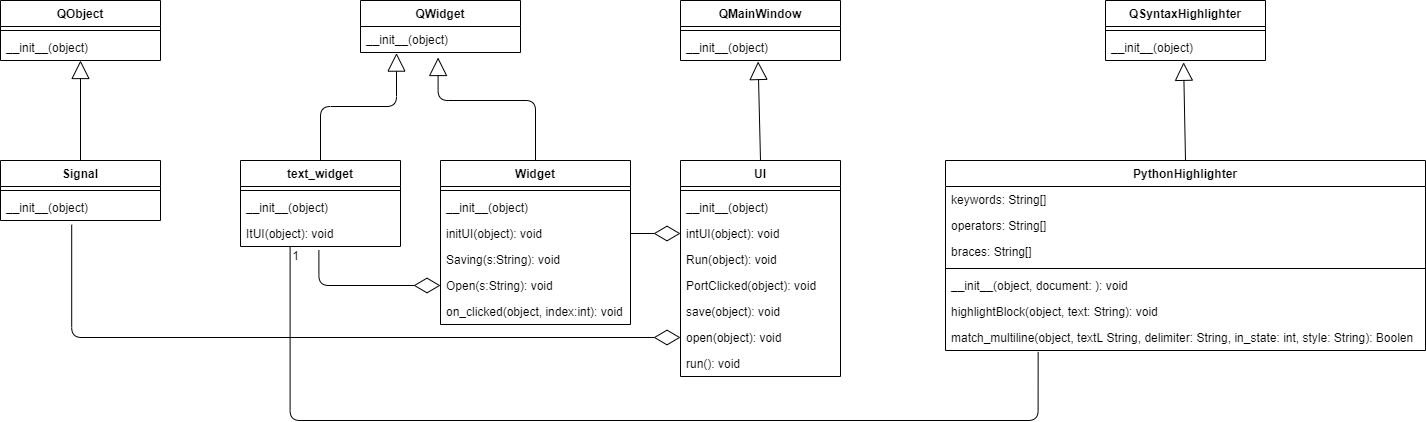 QObject
__init__(object)
QWidget
__init__(object)
QMainWindow
__init__(object)
QSyntaxHighlighter
__init__(object)
Signal
__init__(object)
text_widget
__init__(object)
ItUI(object): void
1
Widget
__init__(object)
initUI(object): void
Saving(s:String): void
Open(s:String): void
on_clicked(object, index:int): void
UI
__init__(object)
intUI(object): void
Run(object): void
PortClicked(object): void
save(object): void
open(object): void
run(): void
PythonHighlighter
keywords: String[]
operators: String[]
braces: String[]
__init__(object, document: ): void
highlightBlock(object, text: String): void
match_multiline(object, textL String, delimiter: String, in_state: int, style: String): Boolen